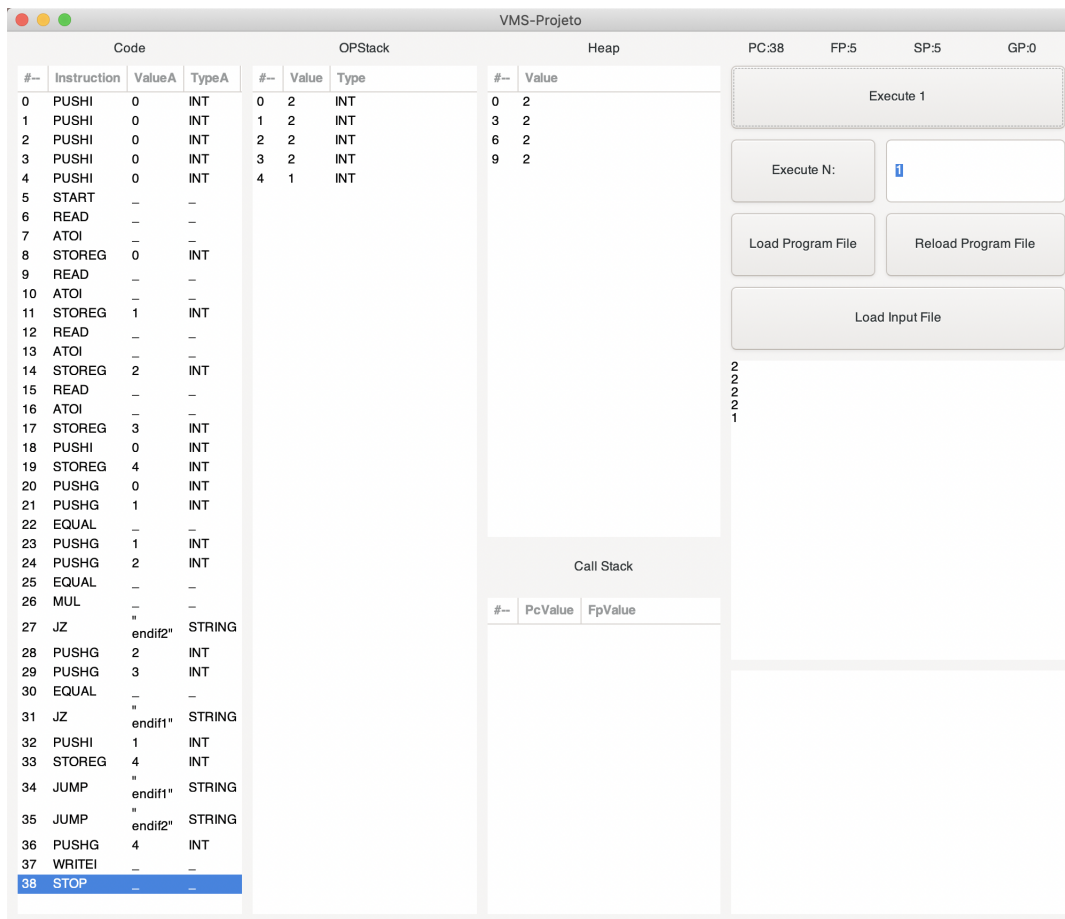 VMS-Projeto
Code
#-- Instruction ValueA TypeA
0 PUSHI 0 INT
1 PUSHI 0 INT
2 PUSHI 0 INT
3 PUSHI 0 INT
4 PUSHI 0 INT
5 START _ _
6 READ _ _
7 ATOI _ _
8 STOREG 0 INT
9 READ _ _
10 ATOI _ _
11 STOREG 1 INT
12 READ _ _
13 ATOI _ _
14 STOREG 2 INT
15 READ _ _
16 ATOI _ _
17 STOREG 3 INT
18 PUSHI 0 INT
19 STOREG 4 INT
20 PUSHG 0 INT
21 PUSHG 1 INT
22 EQUAL _ _
23 PUSHG 1 INT
24 PUSHG 2 INT
25 EQUAL _ _
26 MUL _ _
27 JZ "
endif2" STRING
28 PUSHG 2 INT
29 PUSHG 3 INT
30 EQUAL _ _
31 JZ "
endif1" STRING
32 PUSHI 1 INT
33 STOREG 4 INT
34 JUMP "
endif1" STRING
35 JUMP "
endif2" STRING
36 PUSHG 4 INT
37 WRITEI _ _
38 STOP _ _
OPStack
#-- Value Type
0 2 INT
1 2 INT
2 2 INT
3 2 INT
4 1 INT
Heap
#-- Value
0 2
3 2
6 2
9 2
Call Stack
#-- PcValue FpValue
PC:38 FP:5 SP:5 GP:0
Execute 1
Execute N: 1
Load Program File Reload Program File
Load Input File
2
2
2
2
1